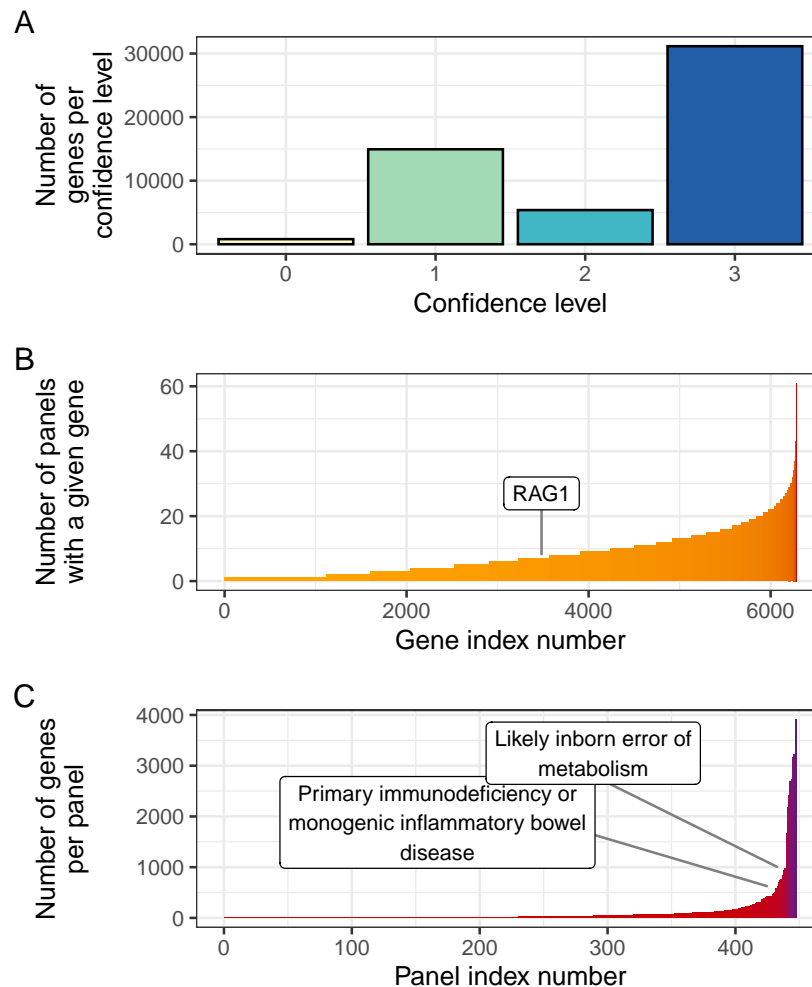 A
Number of
genes per
confidence level
30000
20000
10000
0
0 1 2 3
Confidence level
B
Number of panels
with a given gene
60
40
20
0
RAG1
0 2000 4000 6000
Gene index number
C
Number of genes
per panel
4000
3000
2000
1000
0
Likely inborn error of
metabolism
Primary immunodeficiency or
monogenic inflammatory bowel
disease
0 100 200 300 400
Panel index number